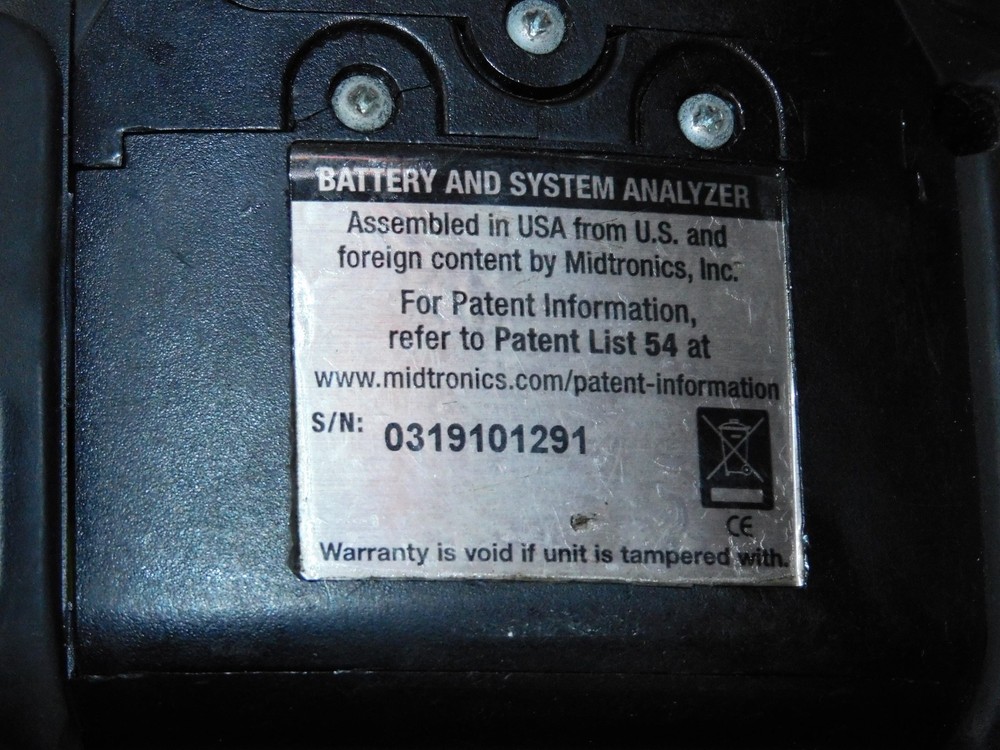 BATTERY AND SYSTEM ANALYZER
Assembled in USA from U.S. and
foreign content by Midtronics, Inc.
For Patent Information,
refer to Patent List 54 at
www.midtronics.com/patent-information
S/N: 0319101291
CE
Warranty is void if unit is tampered with.